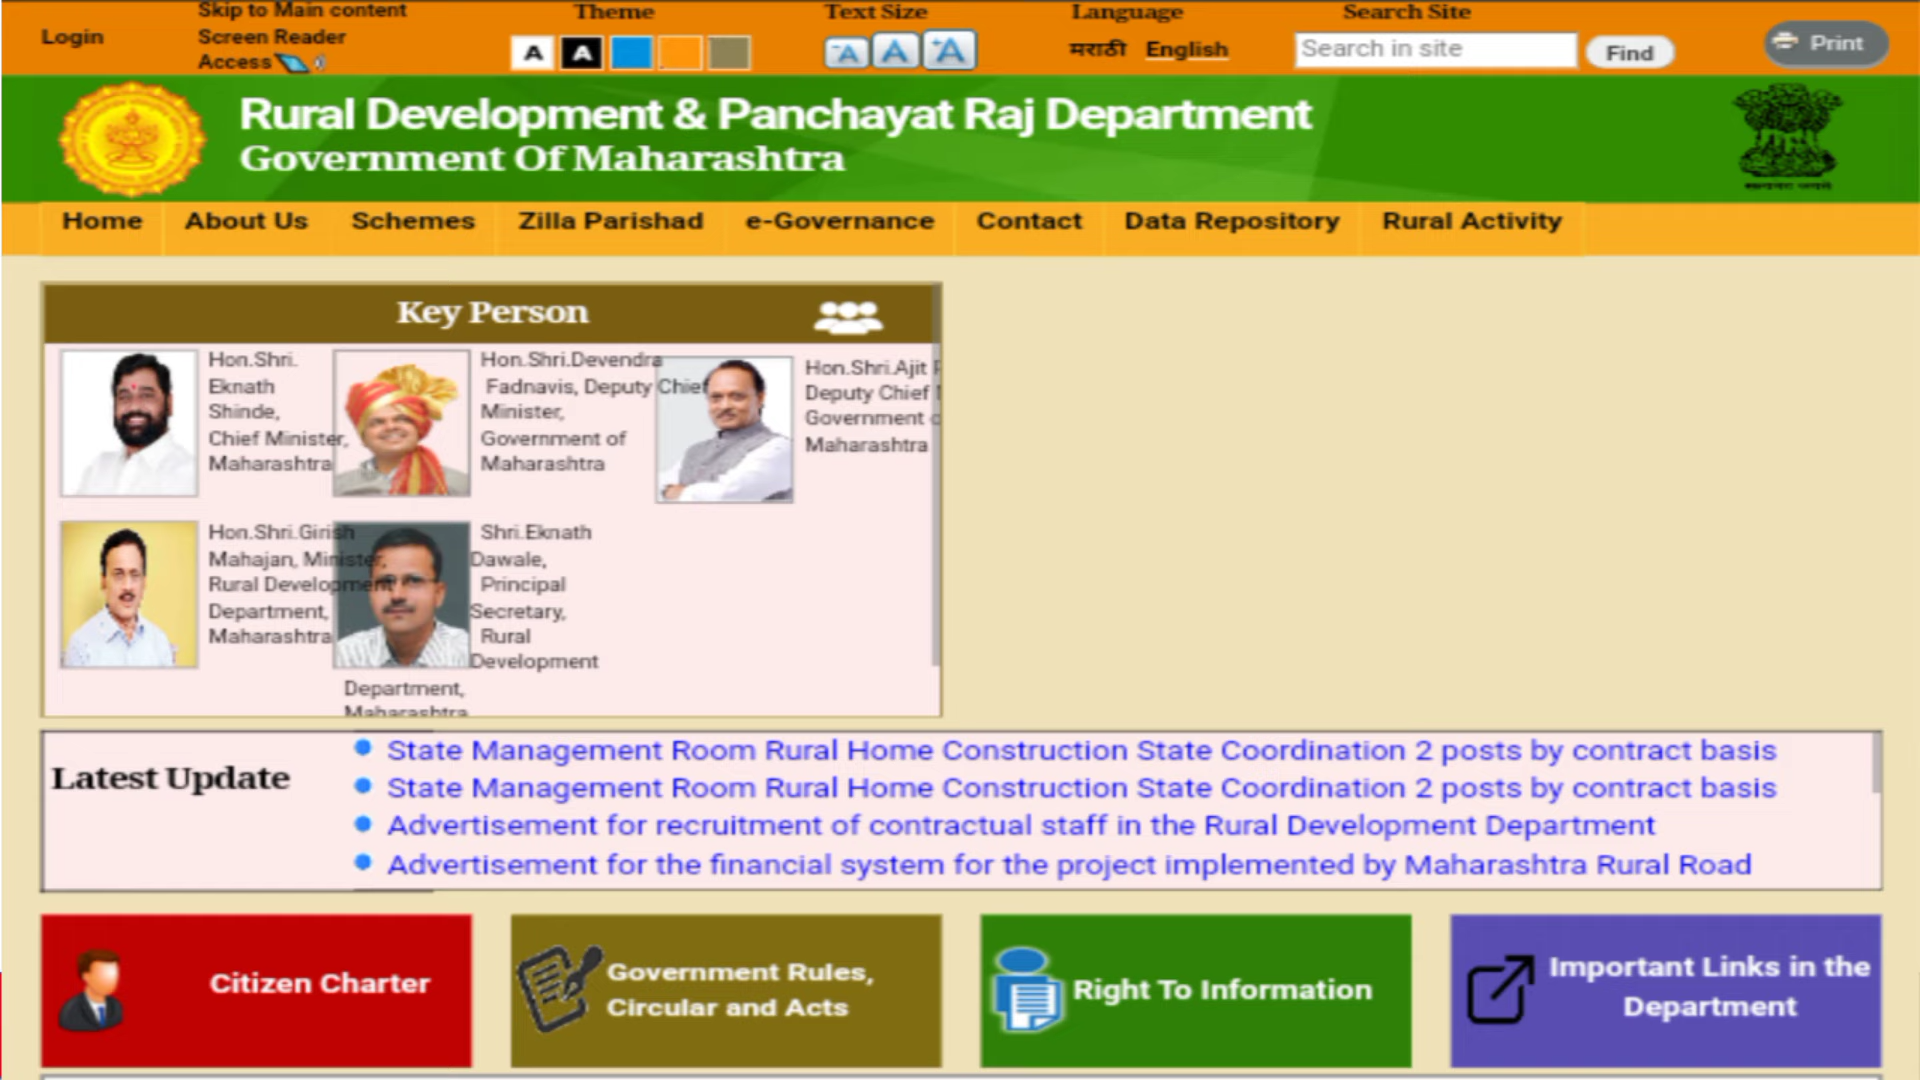 Login
Skip to Main content
Screen Reader
Access
Theme
A A
Text Size
-A A +A
Language
मराठी English
Search Site
Search in site
Find
Print
Rural Development & Panchayat Raj Department
Government Of Maharashtra
Home About Us Schemes Zilla Parishad e-Governance Contact Data Repository Rural Activity
Key Person
Hon.Shri.
Eknath
Shinde,
Chief Minister,
Maharashtra
Hon.Shri.Devendra
Fadnavis, Deputy Chief
Minister,
Government of
Maharashtra
Hon.Shri.Ajit
Deputy Chief
Government
Maharashtra
Hon.Shri.Girish
Mahajan, Minister,
Rural Development
Department,
Maharashtra
Shri.Eknath
Dawale,
Principal
Secretary,
Rural
Development
Department,
Maharashtra
Latest Update
State Management Room Rural Home Construction State Coordination 2 posts by contract basis
State Management Room Rural Home Construction State Coordination 2 posts by contract basis
Advertisement for recruitment of contractual staff in the Rural Development Department
Advertisement for the financial system for the project implemented by Maharashtra Rural Road
Citizen Charter
Government Rules,
Circular and Acts
Right To Information
Important Links in the
Department